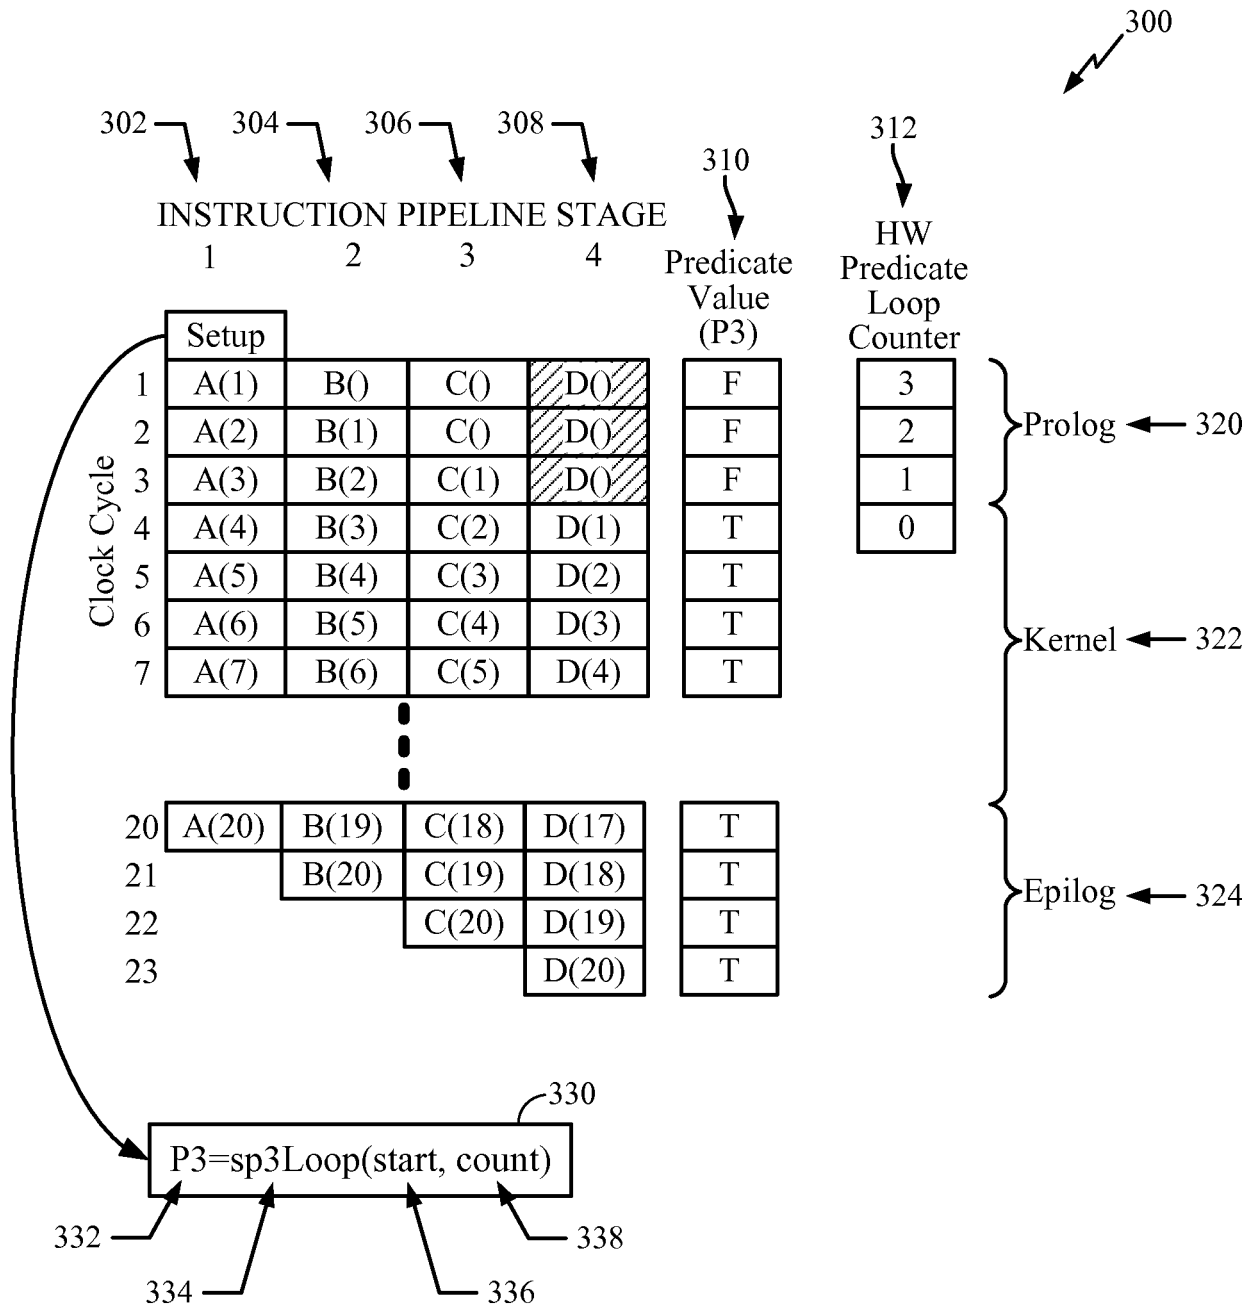 300
302 304 306 308 310 312
INSTRUCTION PIPELINE STAGE
1 2 3 4
Predicate
Value
(P3)
HW
Predicate
Loop
Counter
Setup
Clock Cycle
1 A(1) B() C() D() F 3
2 A(2) B(1) C() D() F 2
3 A(3) B(2) C(1) D() F 1
4 A(4) B(3) C(2) D(1) T 0
5 A(5) B(4) C(3) D(2) T
6 A(6) B(5) C(4) D(3) T
7 A(7) B(6) C(5) D(4) T
Prolog 320
Kernel 322
20 A(20) B(19) C(18) D(17) T
21 B(20) C(19) D(18) T
22 C(20) D(19) T
23 D(20) T
Epilog 324
330
P3=sp3Loop(start, count)
332 338
334 336